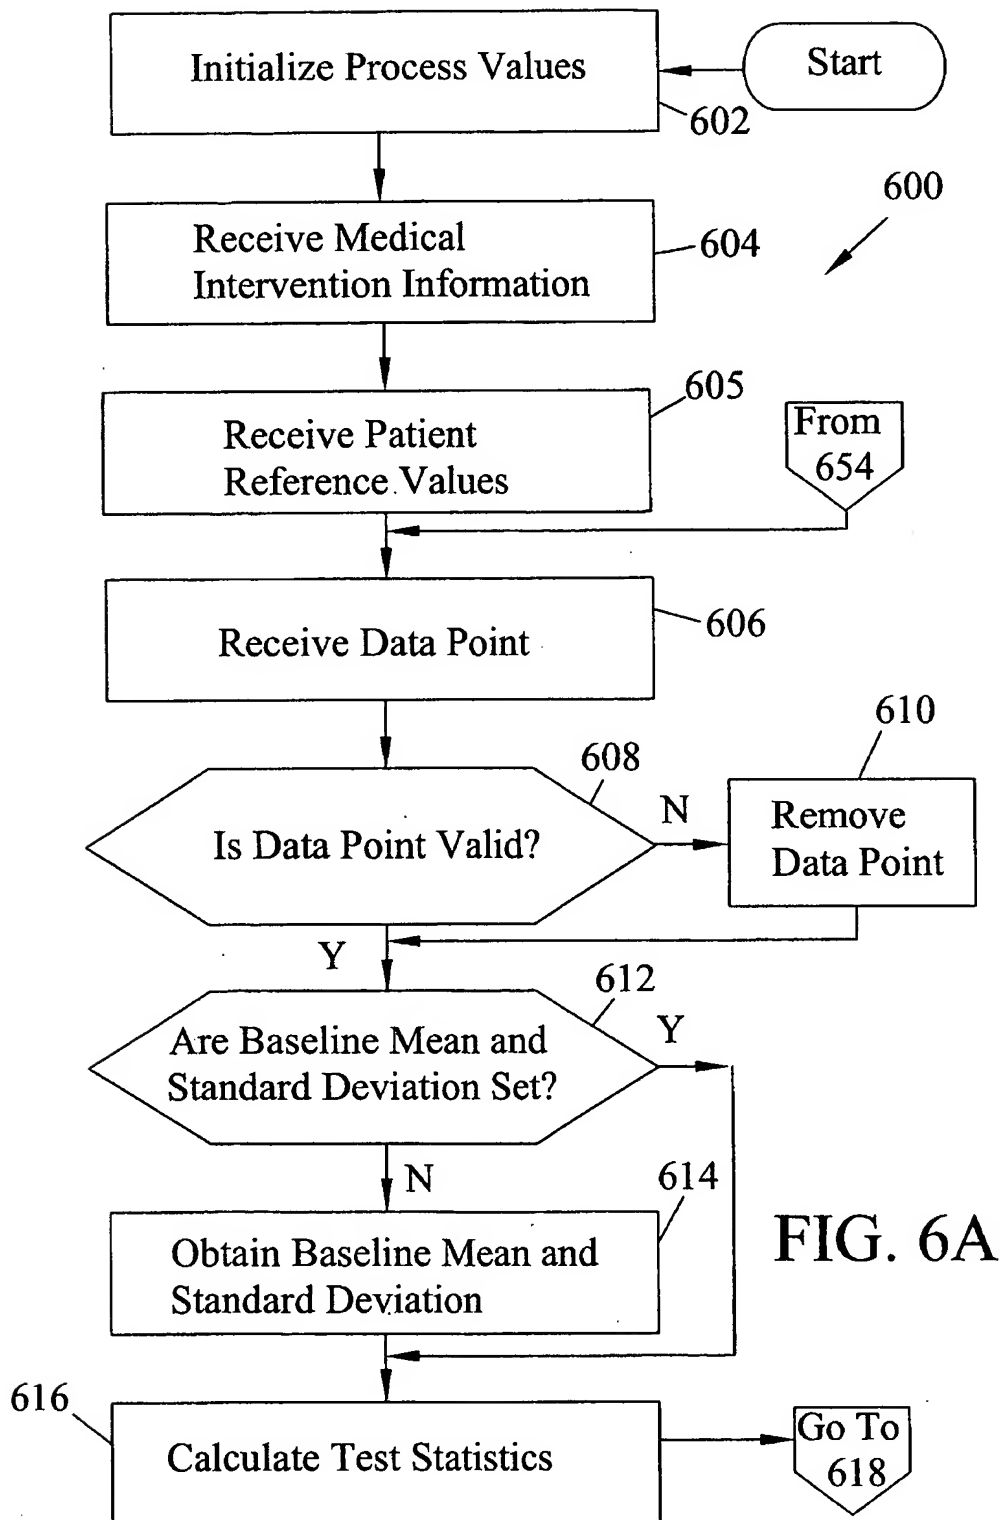 Initialize Process Values
Start
602
600
Receive Medical
Intervention Information
604
605
Receive Patient
Reference Values
From
654
Receive Data Point
606
608
610
Is Data Point Valid?
N
Remove
Data Point
Y
612
Are Baseline Mean and
Standard Deviation Set?
Y
N
614
Obtain Baseline Mean and
Standard Deviation
FIG. 6A
616
Calculate Test Statistics
Go To
618